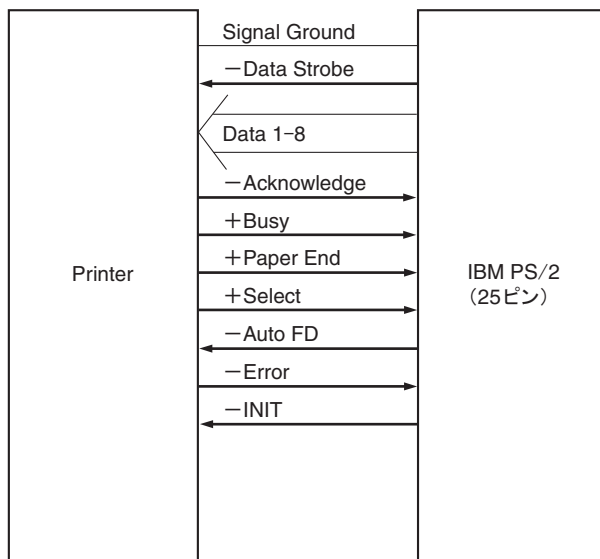 Signal Ground
−Data Strobe
Data 1−8
−Acknowledge
+Busy
+Paper End
+Select
−Auto FD
−Error
−INIT
Printer
IBM PS/2
（25ピン）